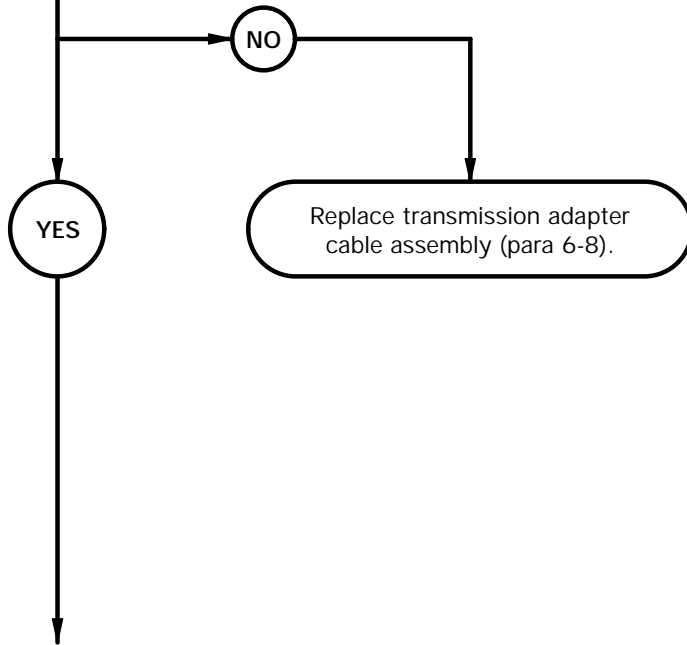 NO
YES
Replace transmission adapter
cable assembly (para 6-8).